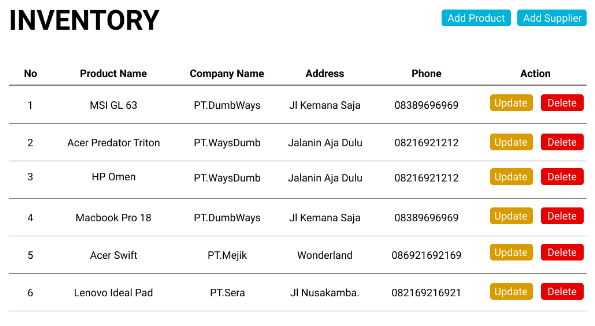 INVENTORY Add Product Add Supplier
No Product Name Company Name Address Phone Action
1 MSI GL 63 PT.DumbWays Jl Kemana Saja 08389696969 Update Delete
2 Acer Predator Triton PT.WaysDumb Jalanin Aja Dulu 08216921212 Update Delete
3 HP Omen PT.WaysDumb Jalanin Aja Dulu 08216921212 Update Delete
4 Macbook Pro 18 PT.DumbWays Jl Kemana Saja 08389696969 Update Delete
5 Acer Swift PT.Mejik Wonderland 086921692169 Update Delete
6 Lenovo Ideal Pad PT.Sera Jl Nusakamba. 082169216921 Update Delete